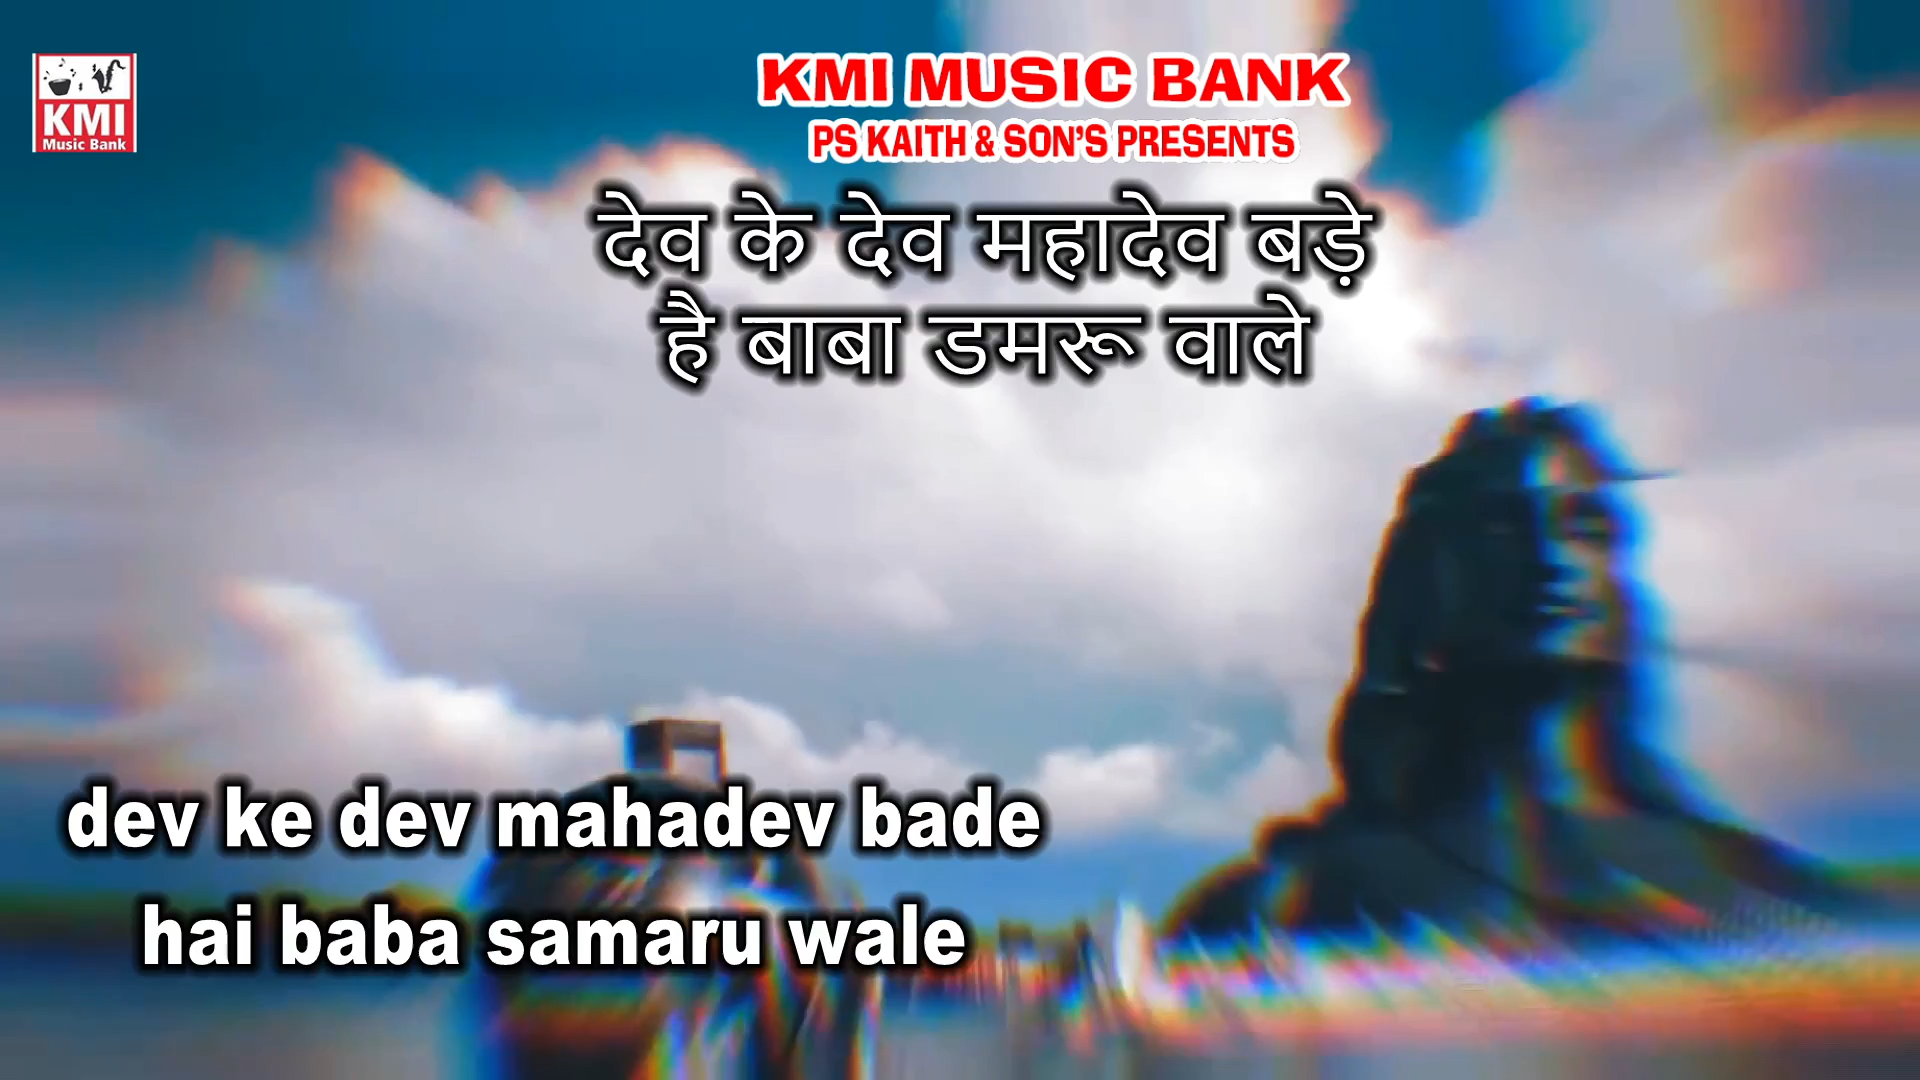 KMI
Music Bank
KMI MUSIC BANK
PS KAITH & SON'S PRESENTS
देव के देव महादेव बड़े
है बाबा डमरू वाले
dev ke dev mahadev bade
hai baba samaru wale